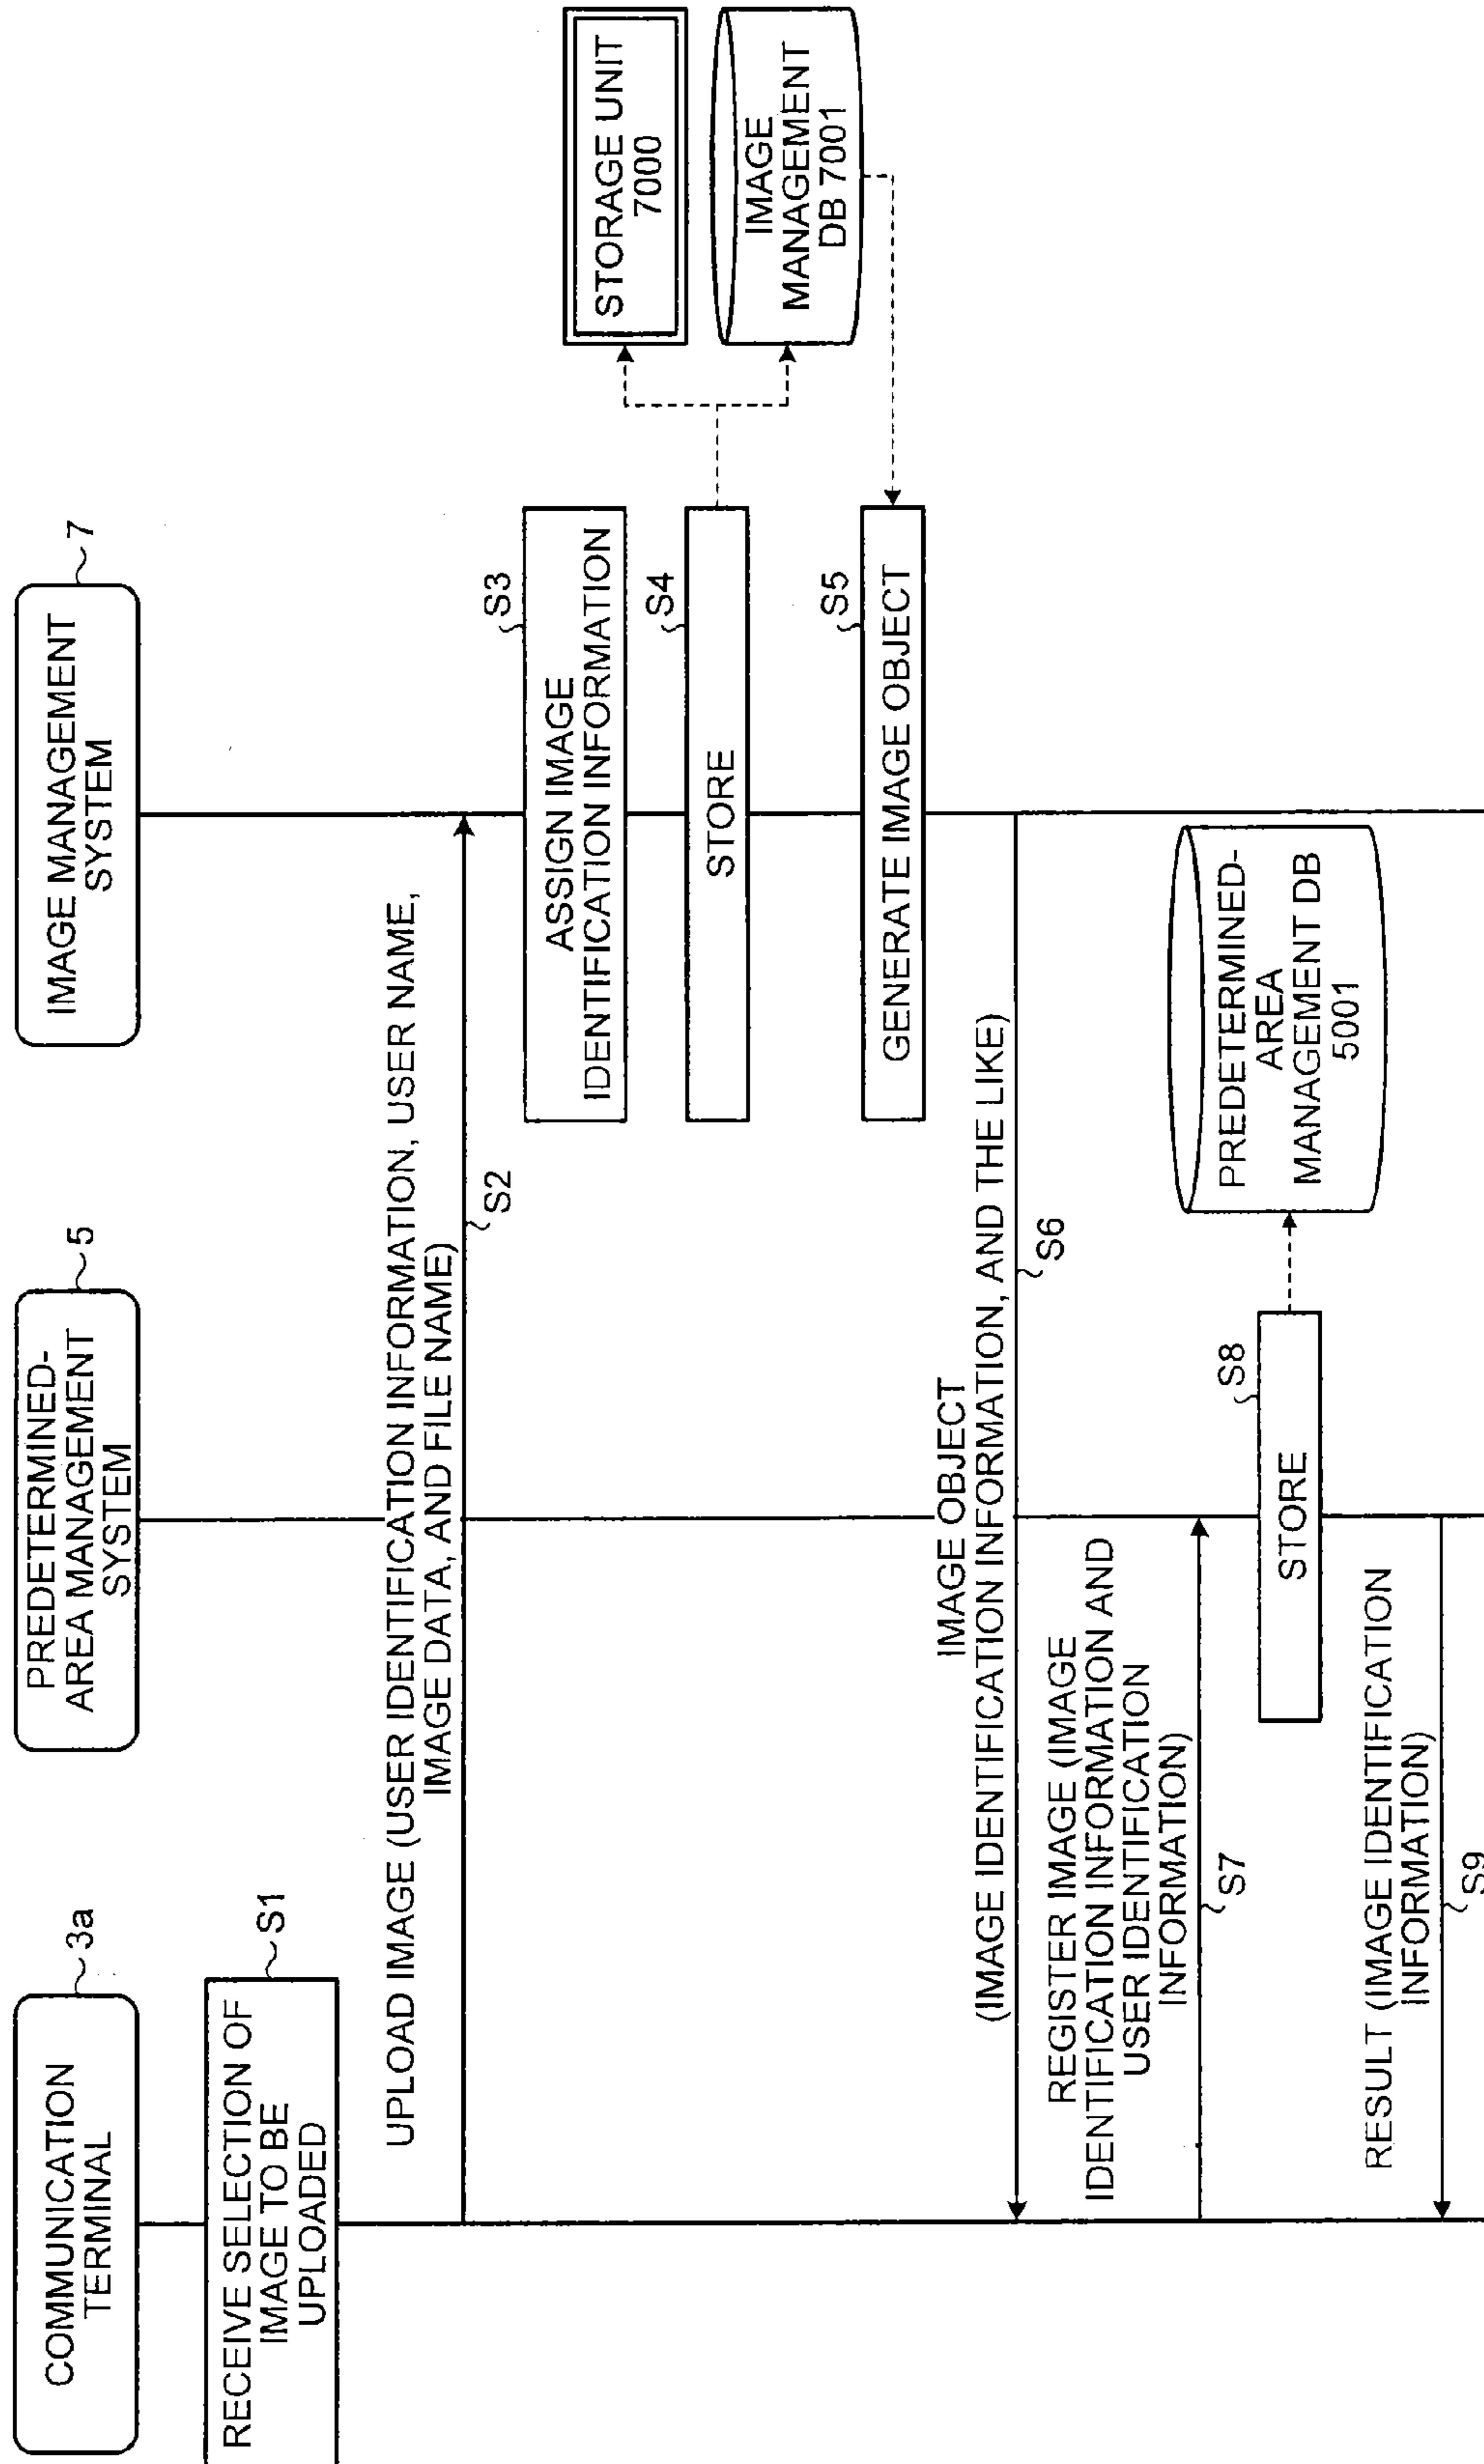 COMMUNICATION
TERMINAL
3a
PREDETERMINED-
AREA MANAGEMENT
SYSTEM
5
IMAGE MANAGEMENT
SYSTEM
7
RECEIVE SELECTION OF
IMAGE TO BE
UPLOADED
S1
UPLOAD IMAGE (USER IDENTIFICATION INFORMATION, USER NAME,
IMAGE DATA, AND FILE NAME)
S2
ASSIGN IMAGE
IDENTIFICATION INFORMATION
S3
STORE
S4
STORAGE UNIT
7000
IMAGE
MANAGEMENT
DB 7001
GENERATE IMAGE OBJECT
S5
IMAGE OBJECT
(IMAGE IDENTIFICATION INFORMATION, AND THE LIKE)
S6
REGISTER IMAGE (IMAGE
IDENTIFICATION INFORMATION AND
USER IDENTIFICATION
INFORMATION)
S7
STORE
S8
PREDETERMINED-
AREA
MANAGEMENT DB
5001
RESULT (IMAGE IDENTIFICATION
INFORMATION)
S9